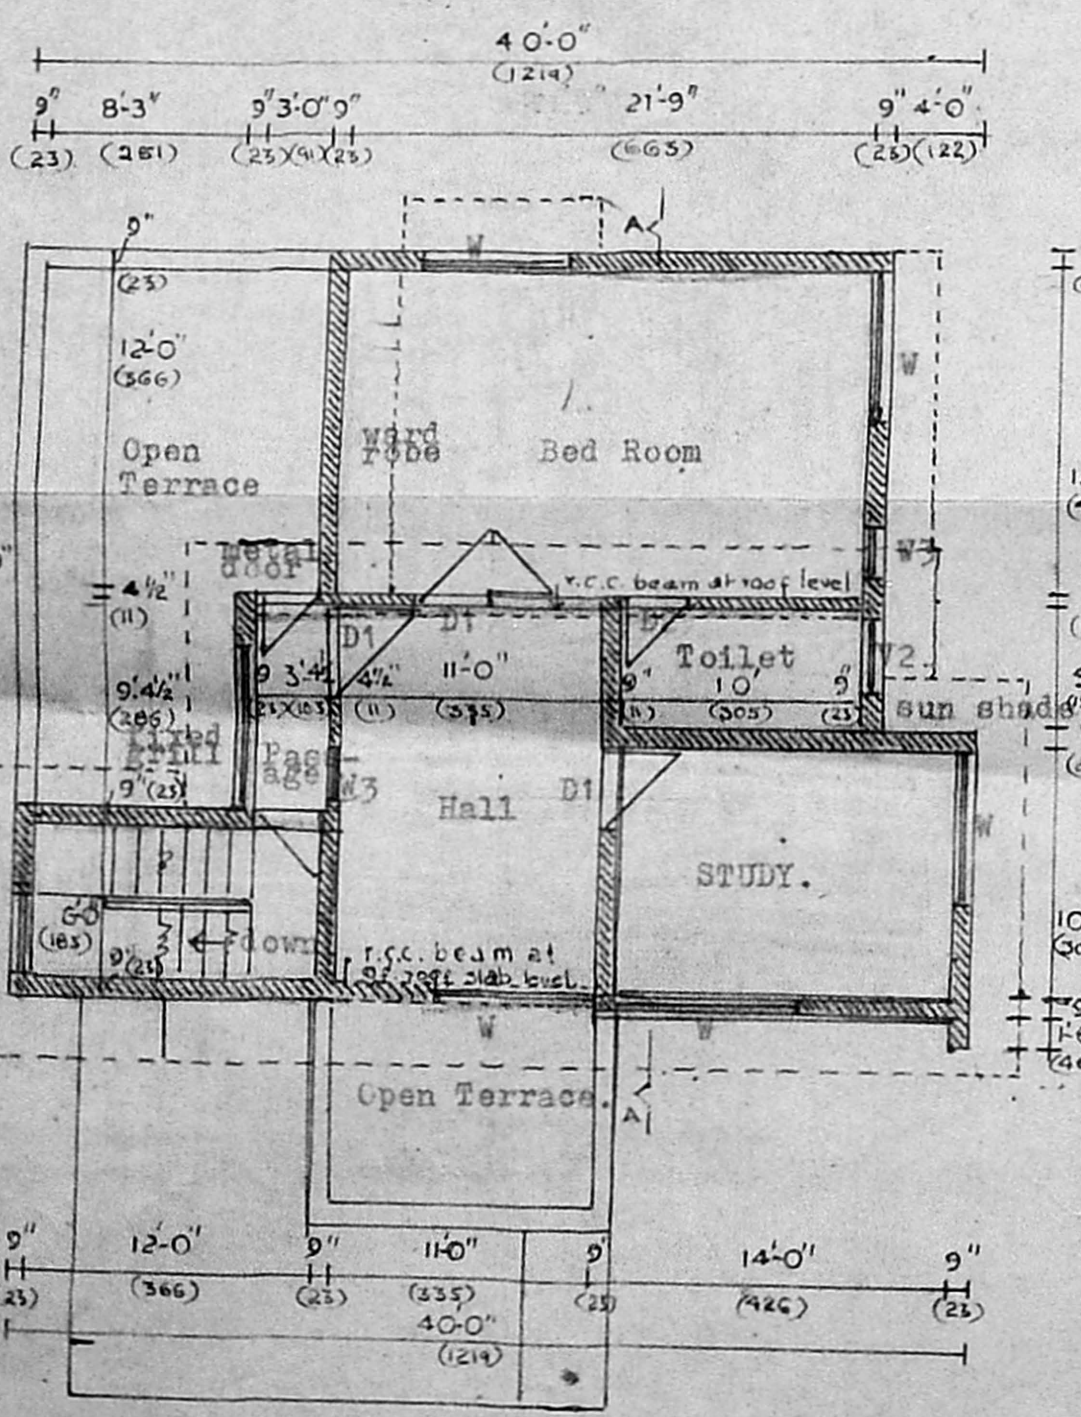 40'-0"
(1219)
9" 8'-3" 9" 3'-0" 9" 21'-9" 9" 4'-0"
(23) (251) (23)(91)(23) (663) (23)(122)
9"
(23)
W
A
12'-0"
(366)
W
Open
Terrace
ward
robe
Bed Room
metal
door
W3
4½"
(11)
r.c.c. beam at roof level
D1
D1
Toilet
9 3'-4½ 4½" 11'-0" 9" 10' 9"
(23)(103) (11) (335) (11) (305) (23)
sun shade
9'.4½"
(286)
Fixed
grill
Pass-
age
9"(23)
W3
Hall
D1
W
STUDY.
6'-0"
(183)
down
9"
(23)
r.c.c. beam at
roof slab level
W
W
Open Terrace.
A
9" 12'-0" 9" 11'-0" 9' 14'-0" 9"
23) (366) (23) (335) (23) (426) (23)
40'-0"
(1219)